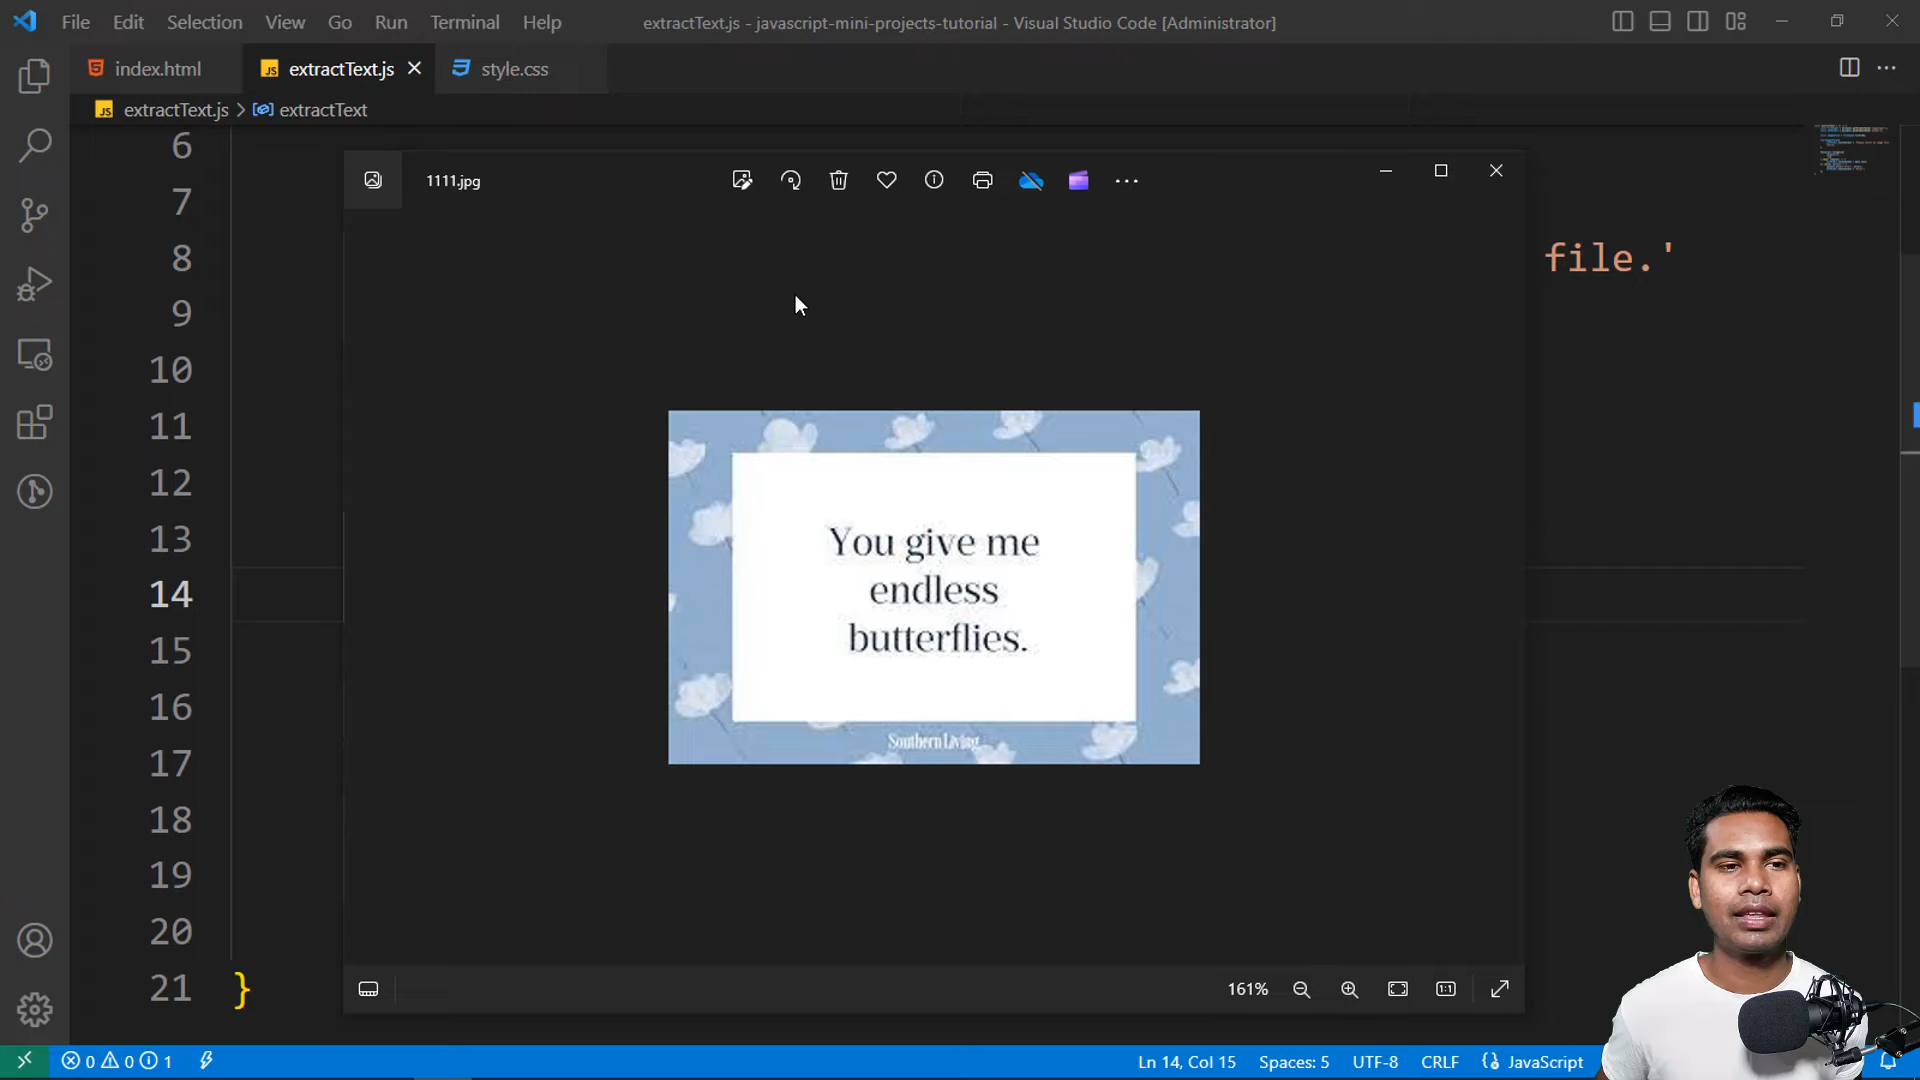 File Edit Selection View Go Run Terminal Help
extractText.js - javascript-mini-projects-tutorial - Visual Studio Code [Administrator]
index.html extractText.js style.css
JS extractText.js > extractText
1111.jpg
6
7
8 file.'
9
10
11
12
13
14
15
16
17
18
19
20
21 }
You give me
endless
butterflies.
Southern Living
161% 1:1
0 0 1
Ln 14, Col 15 Spaces: 5 UTF-8 CRLF JavaScript